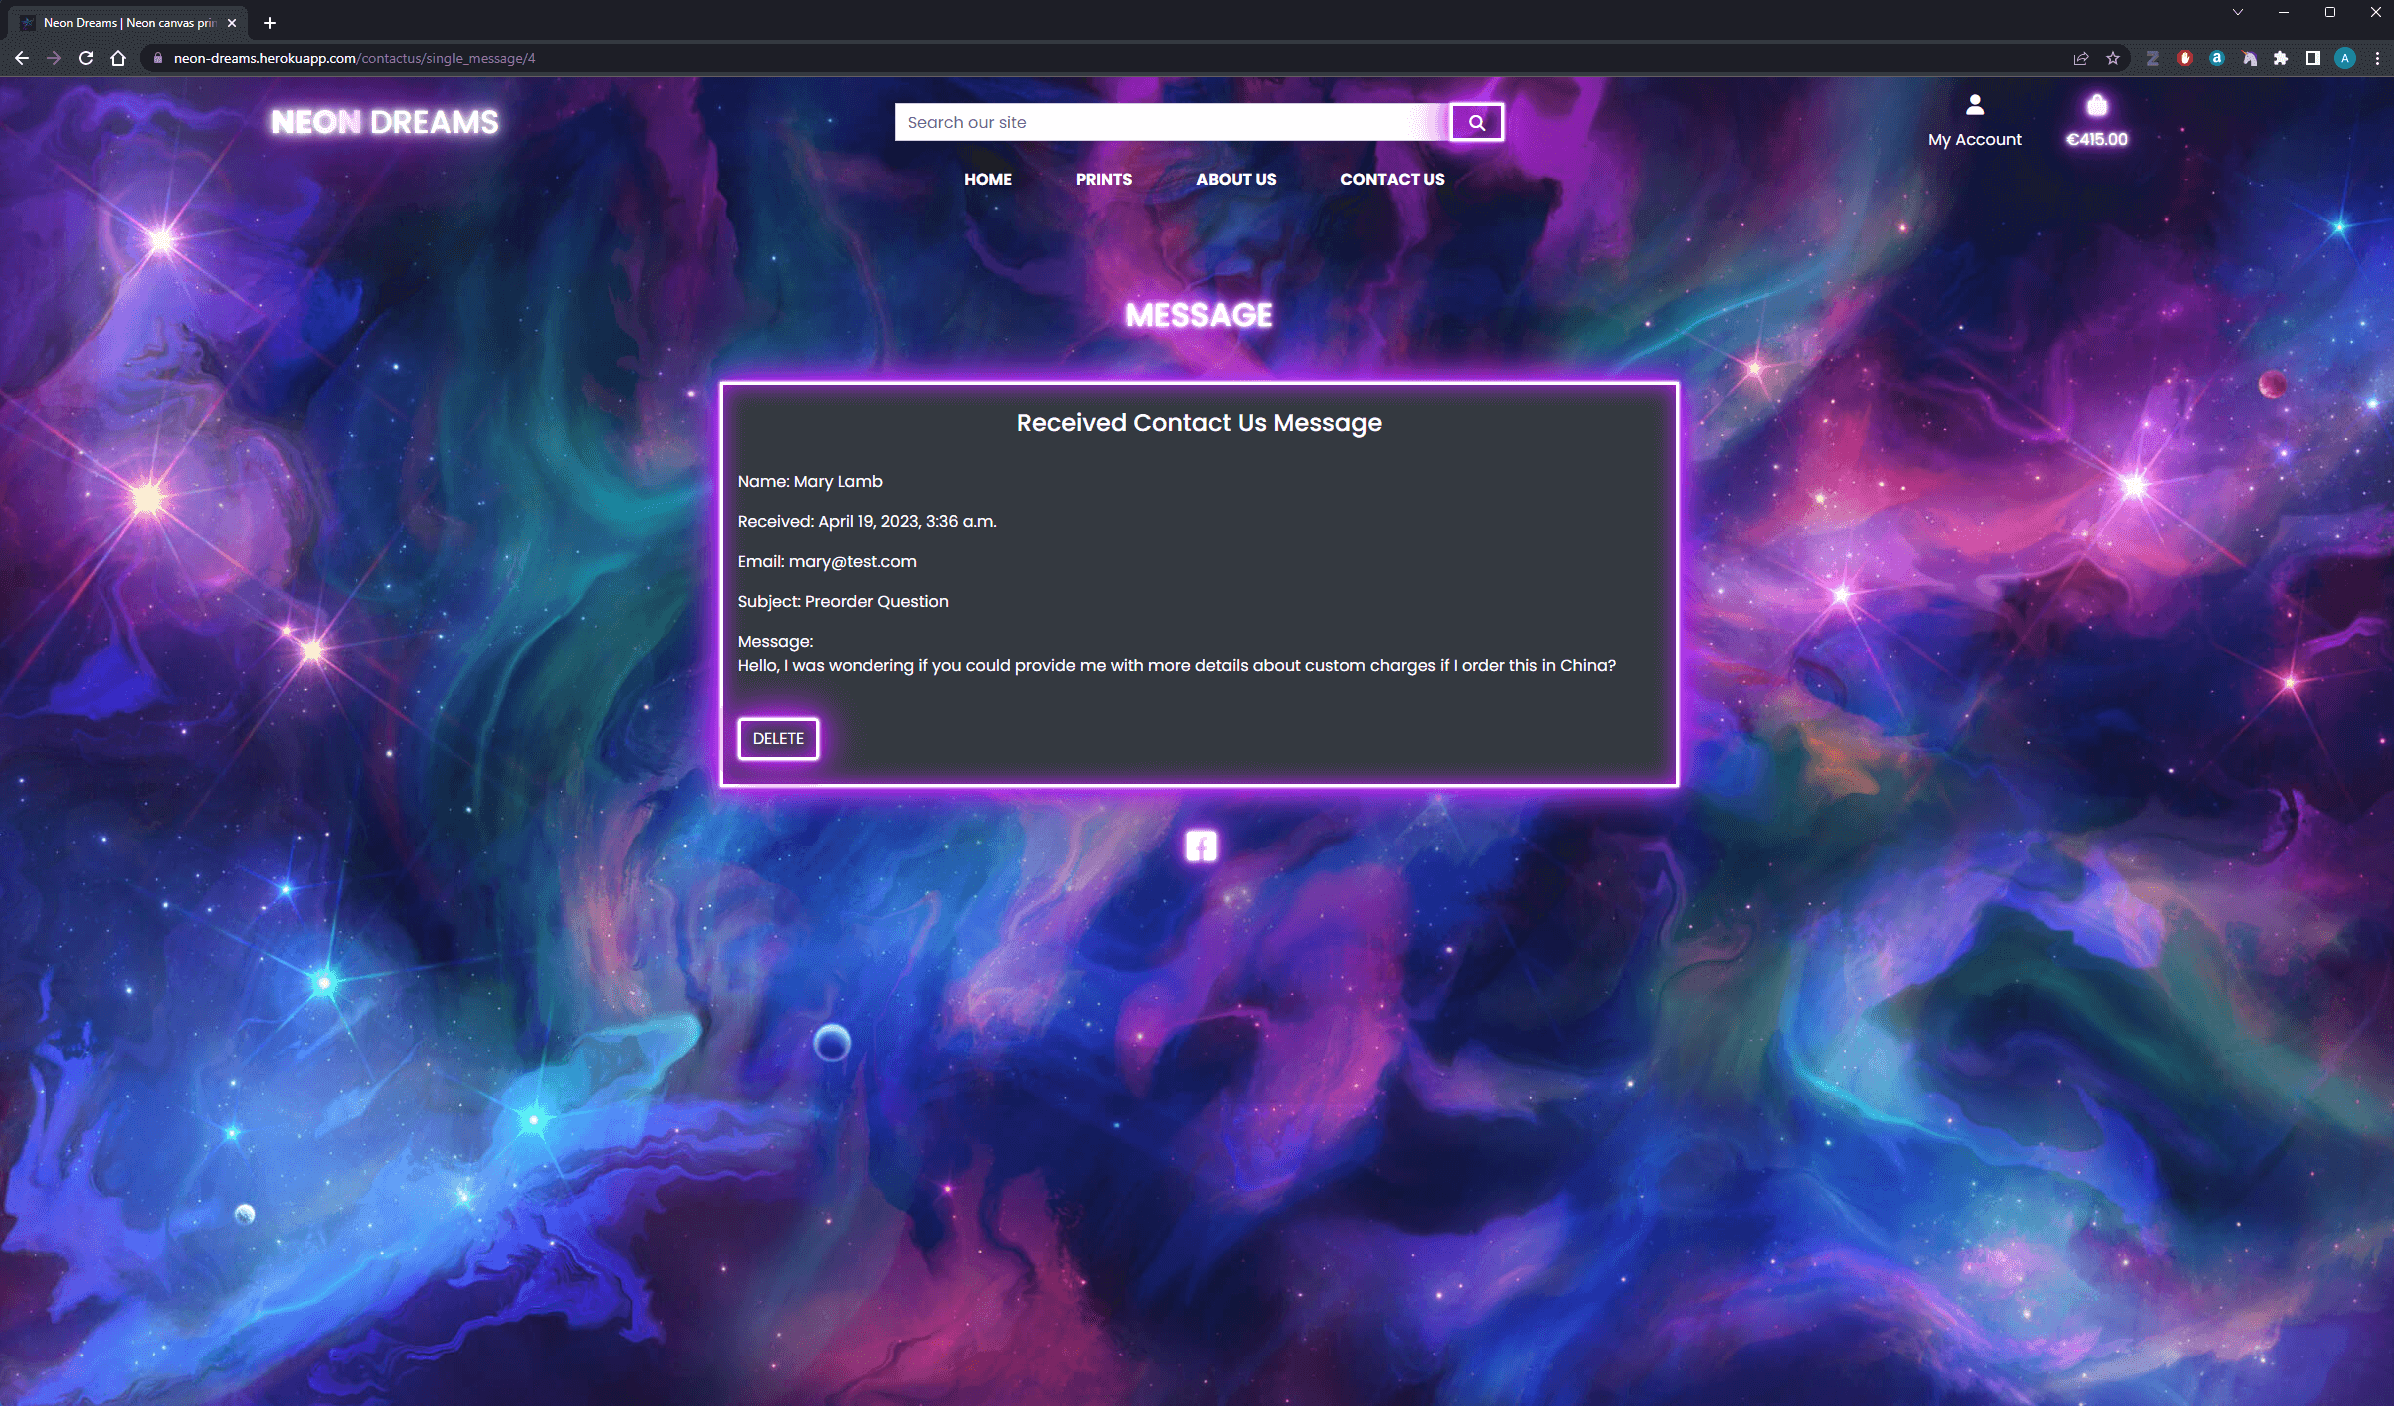 Neon Dreams | Neon canvas prin
neon-dreams.herokuapp.com/contactus/single_message/4
NEON DREAMS
Search our site
My Account
€415.00
HOME
PRINTS
ABOUT US
CONTACT US
MESSAGE
Received Contact Us Message
Name: Mary Lamb
Received: April 19, 2023, 3:36 a.m.
Email: mary@test.com
Subject: Preorder Question
Message:
Hello, I was wondering if you could provide me with more details about custom charges if I order this in China?
DELETE